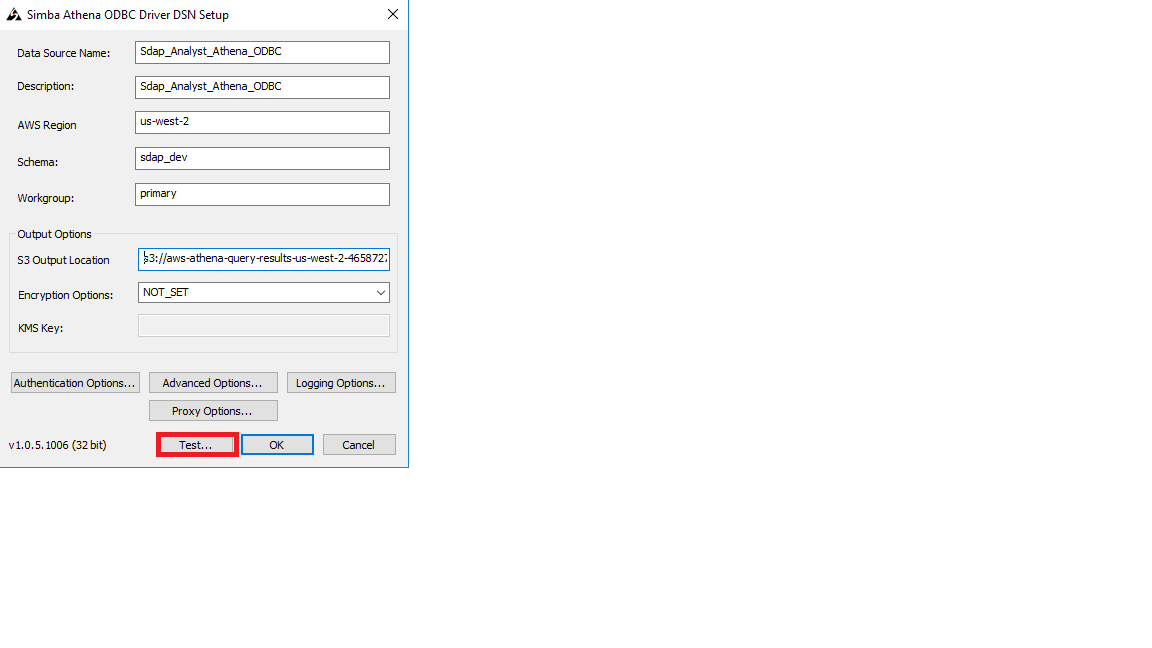 Simba Athena ODBC Driver DSN Setup
Data Source Name: Sdap_Analyst_Athena_ODBC
Description: Sdap_Analyst_Athena_ODBC
AWS Region us-west-2
Schema: sdap_dev
Workgroup: primary
Output Options
S3 Output Location s3://aws-athena-query-results-us-west-2-4658727
Encryption Options: NOT_SET
KMS Key:
Authentication Options... Advanced Options... Logging Options...
Proxy Options...
v1.0.5.1006 (32 bit) Test... OK Cancel